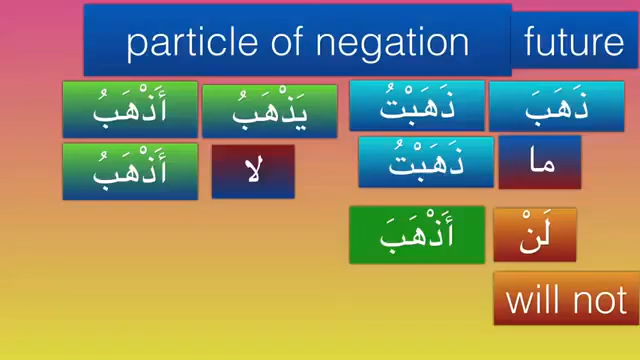 particle of negation future
ذَهَبَ ذَهَبْتُ يَذْهَبُ أَذْهَبُ
ما ذَهَبْتُ لا أَذْهَبُ
لَنْ أَذْهَبَ
will not